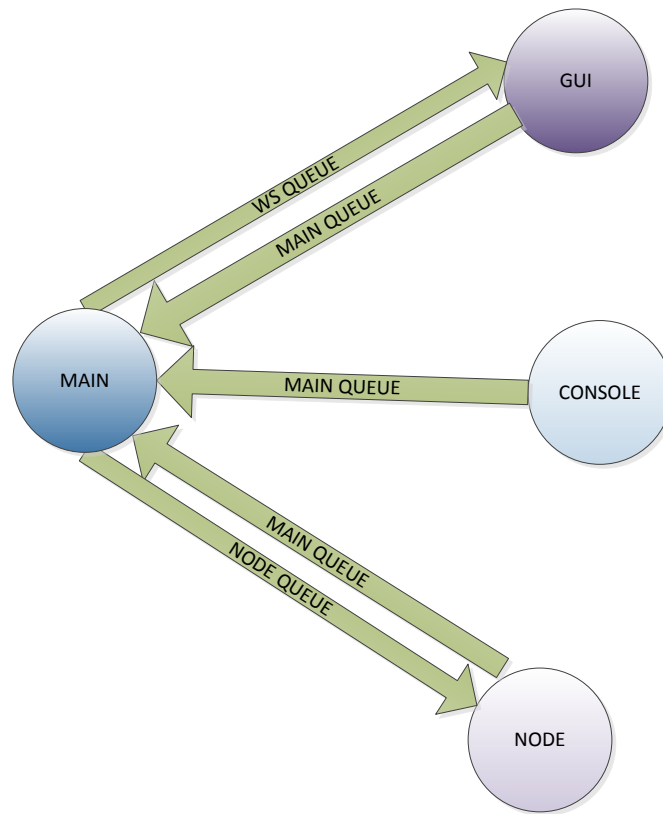 GUI
WS QUEUE
MAIN QUEUE
MAIN
MAIN QUEUE
CONSOLE
MAIN QUEUE
NODE QUEUE
NODE